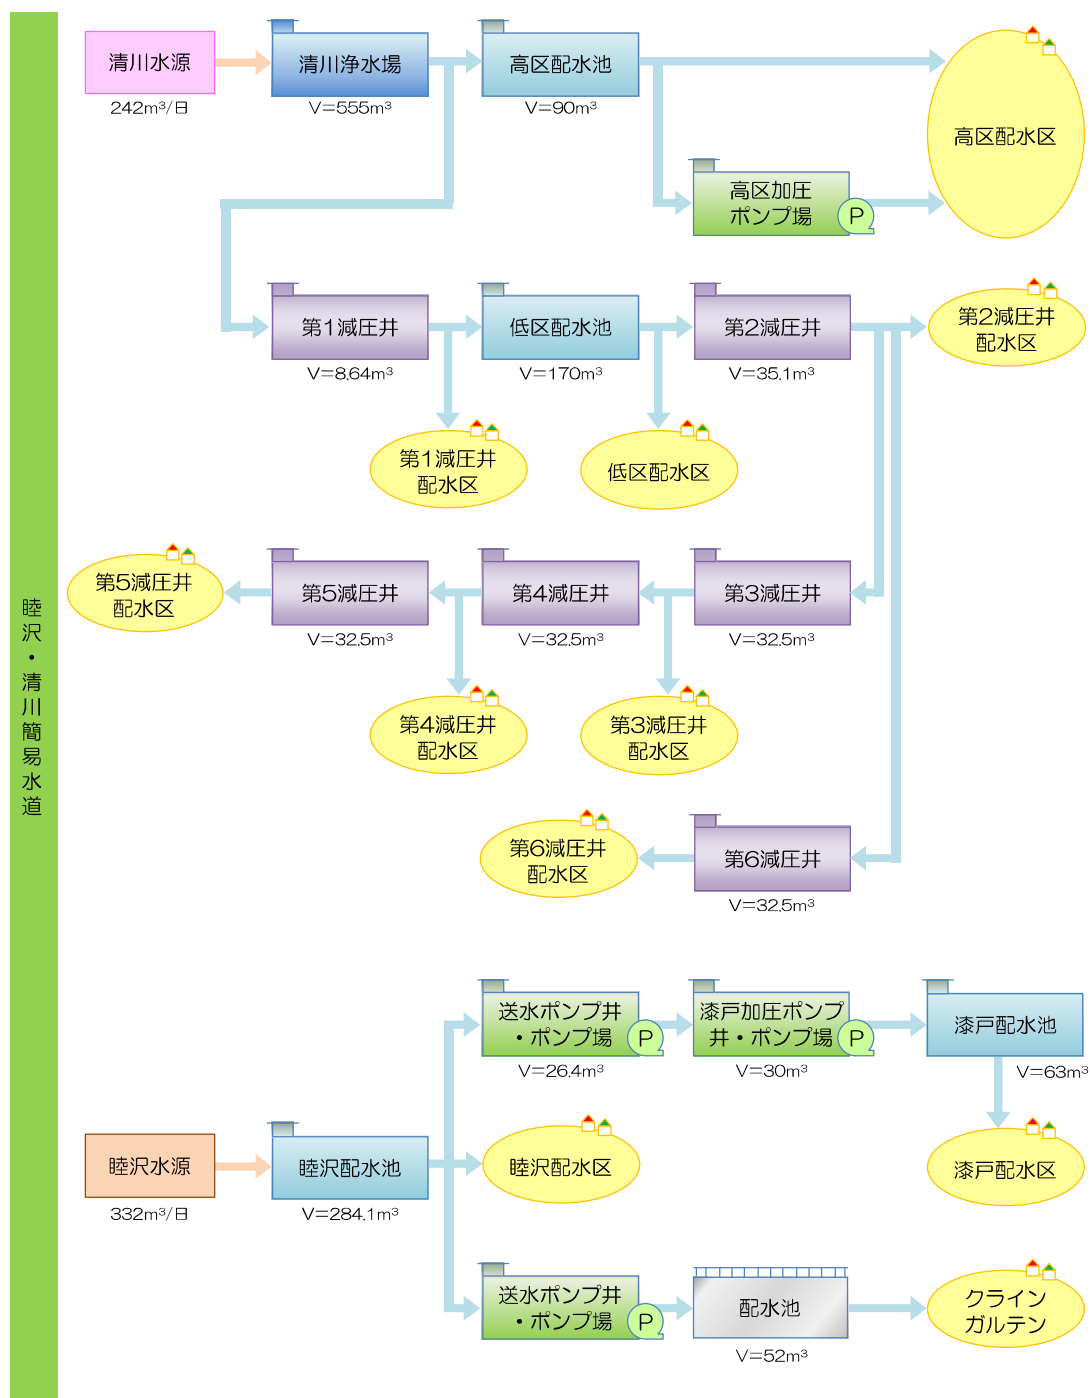 睦沢・清川簡易水道
清川水源
242m³/日
清川浄水場
V=555m³
高区配水池
V=90m³
高区配水区
高区加圧
ポンプ場
P
第1減圧井
V=8.64m³
低区配水池
V=170m³
第2減圧井
V=35.1m³
第2減圧井
配水区
第1減圧井
配水区
低区配水区
第5減圧井
配水区
第5減圧井
V=32.5m³
第4減圧井
V=32.5m³
第3減圧井
V=32.5m³
第4減圧井
配水区
第3減圧井
配水区
第6減圧井
配水区
第6減圧井
V=32.5m³
送水ポンプ井
・ポンプ場
P
V=26.4m³
漆戸加圧ポンプ
井・ポンプ場
P
V=30m³
漆戸配水池
V=63m³
睦沢水源
332m³/日
睦沢配水池
V=284.1m³
睦沢配水区
漆戸配水区
送水ポンプ井
・ポンプ場
P
配水池
V=52m³
クライン
ガルテン